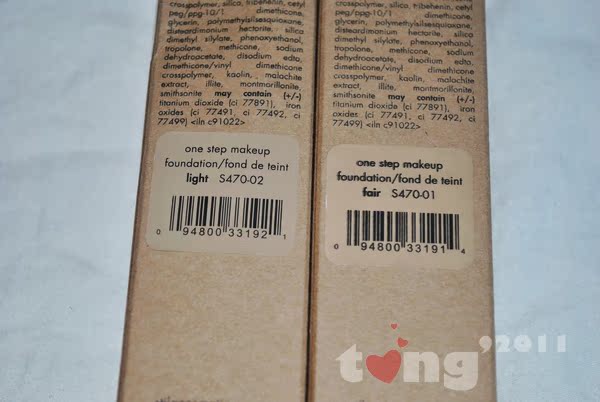 crosspolymer, silica, tribehenin, cetyl
peg/ppg-10/1 dimethicone,
glycerin, polymethylsilsesquioxane,
disteardimonium hectorite, silica
dimethyl silylate, phenoxyethanol,
tropolone, methicone, sodium
dehydroacetate, disodium edta,
dimethicone/vinyl dimethicone
crosspolymer, kaolin, malachite
extract, illite, montmorillonite,
smithsonite may contain (+/-)
titanium dioxide (ci 77891), iron
oxides (ci 77491, ci 77492, ci
77499) <iln c91022>
one step makeup
foundation/fond de teint
light S470-02
0 94800 33192 1
crosspolymer, silica, tribehenin, cetyl
peg/ppg-10/1 dimethicone,
glycerin, polymethylsilsesquioxane,
disteardimonium hectorite, silica
dimethyl silylate, phenoxyethanol,
tropolone, methicone, sodium
dehydroacetate, disodium edta,
dimethicone/vinyl dimethicone
crosspolymer, kaolin, malachite
extract, illite, montmorillonite,
smithsonite may contain (+/-)
titanium dioxide (ci 77891), iron
oxides (ci 77491, ci 77492, ci
77499) <iln c91022>
one step makeup
foundation/fond de teint
fair S470-01
0 94800 33191 4
tong '2011